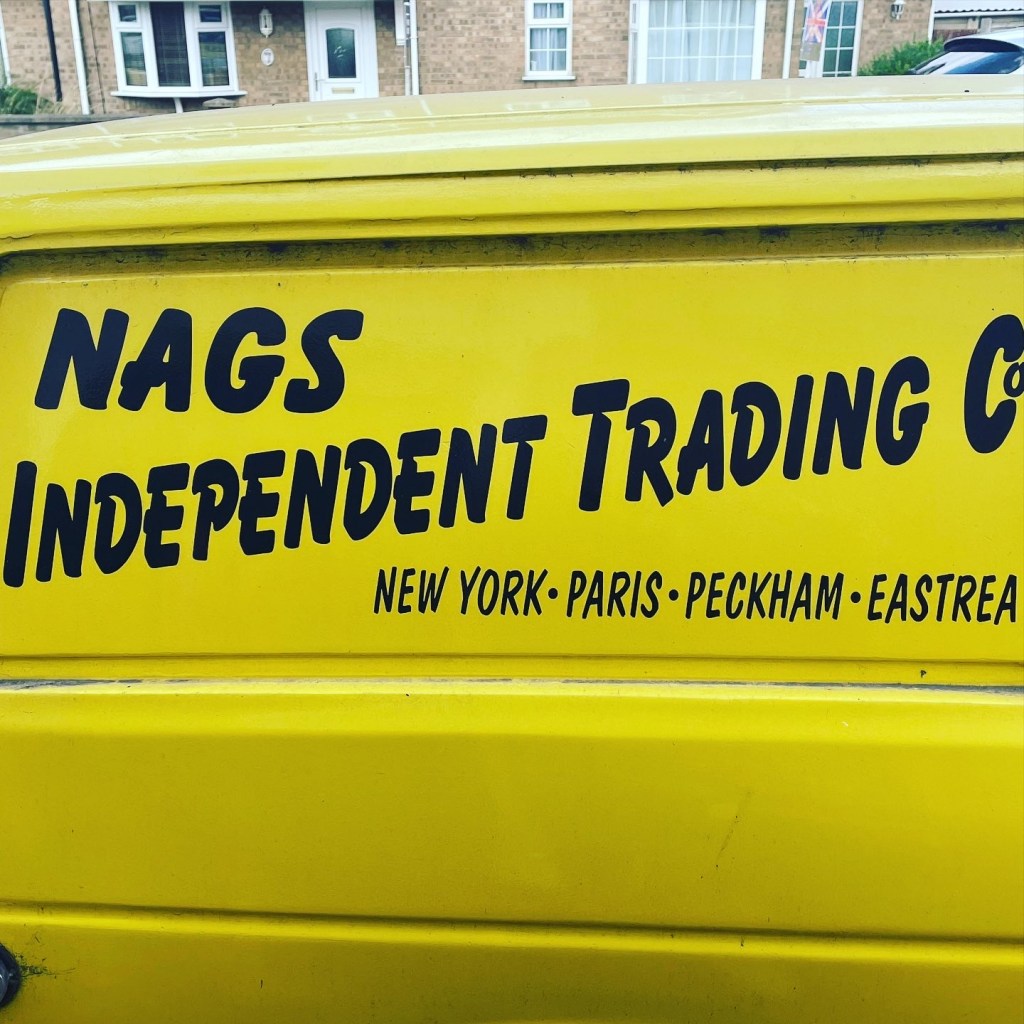 NAGS
INDEPENDENT TRADING Co
NEW YORK · PARIS · PECKHAM · EASTREA